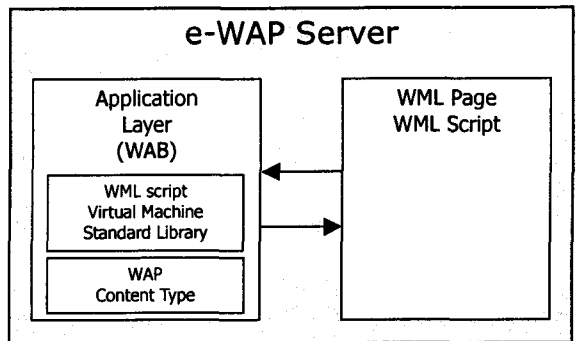 e-WAP Server
Application
Layer
(WAB)
WML script
Virtual Machine
Standard Library
WAP
Content Type
WML Page
WML Script